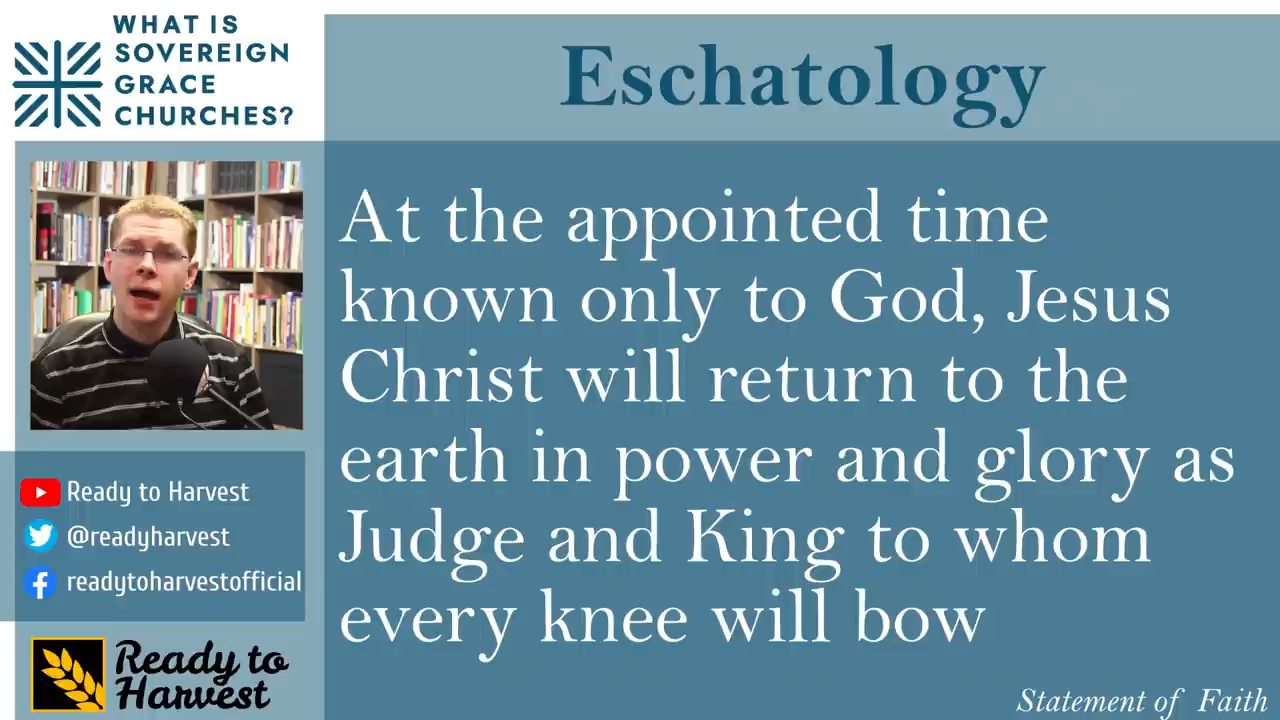 WHAT IS
SOVEREIGN
GRACE
CHURCHES?
Eschatology
At the appointed time
known only to God, Jesus
Christ will return to the
earth in power and glory as
Judge and King to whom
every knee will bow
Ready to Harvest
@readyharvest
readytoharvestofficial
Ready to
Harvest
Statement of Faith